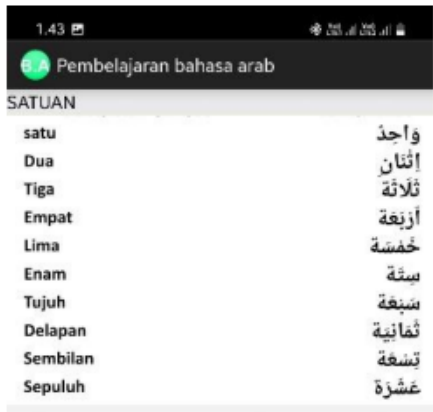 1.43
B.A Pembelajaran bahasa arab
SATUAN
satu وَاحِدُ
Dua اِثْنَانِ
Tiga ثَلَاثَة
Empat أَرْبَعَة
Lima خَمْسَة
Enam سِتَّة
Tujuh سَبْعَة
Delapan ثَمَانِيَة
Sembilan تِسْعَة
Sepuluh عَشَرَة